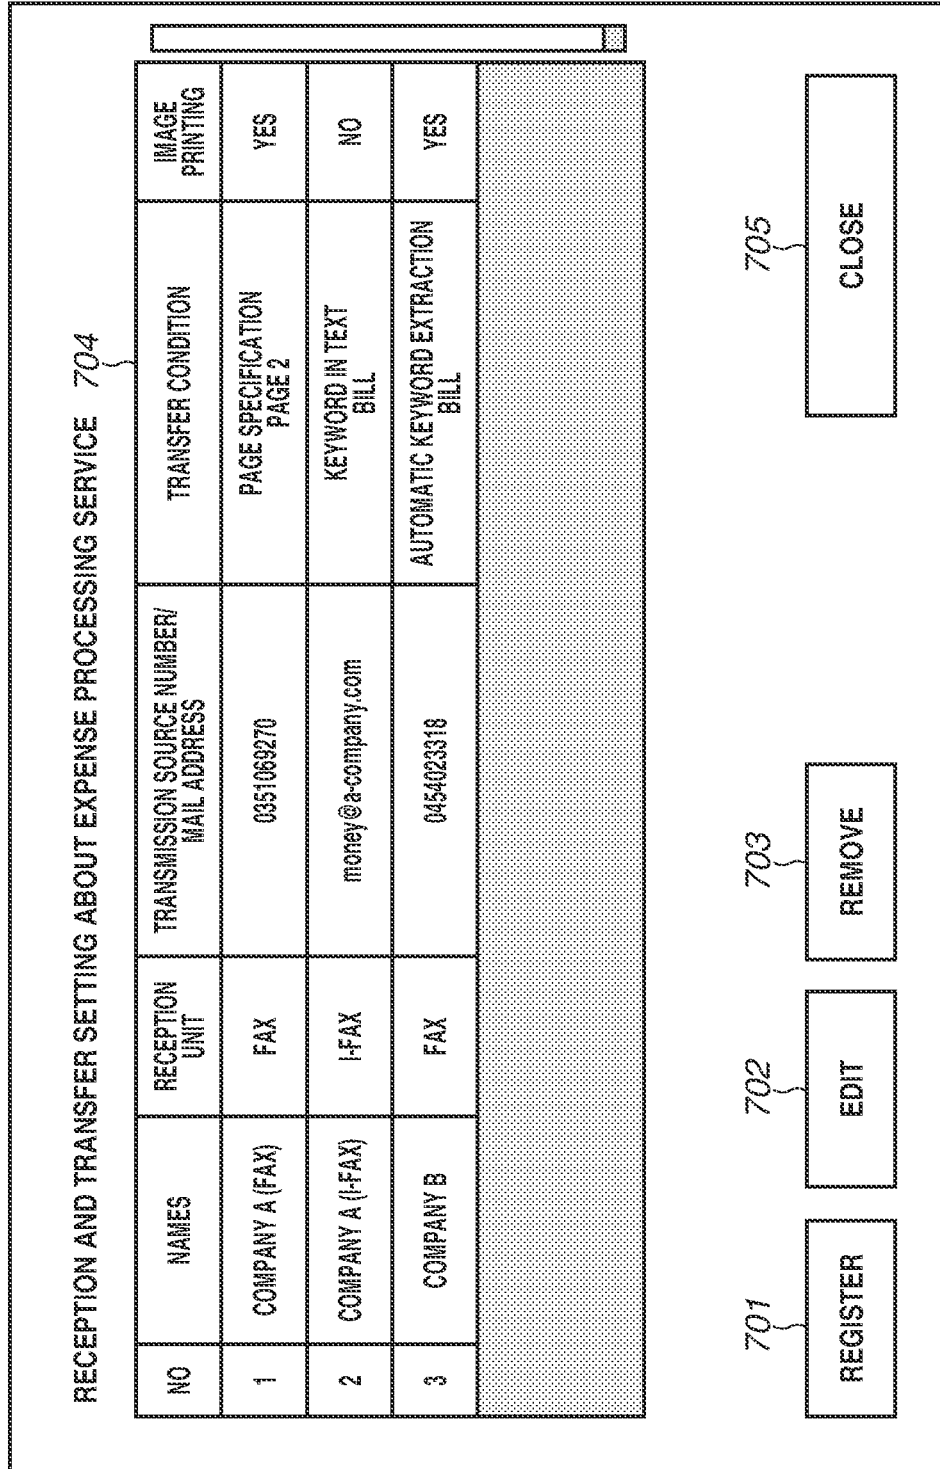 RECEPTION AND TRANSFER SETTING ABOUT EXPENSE PROCESSING SERVICE
704
NO
NAMES
RECEPTION
UNIT
TRANSMISSION SOURCE NUMBER/
MAIL ADDRESS
TRANSFER CONDITION
IMAGE
PRINTING
1
COMPANY A (FAX)
FAX
0351069270
PAGE SPECIFICATION
PAGE 2
YES
2
COMPANY A (I-FAX)
I-FAX
money@a-company.com
KEYWORD IN TEXT
BILL
NO
3
COMPANY B
FAX
0454023318
AUTOMATIC KEYWORD EXTRACTION
BILL
YES
701
REGISTER
702
EDIT
703
REMOVE
705
CLOSE